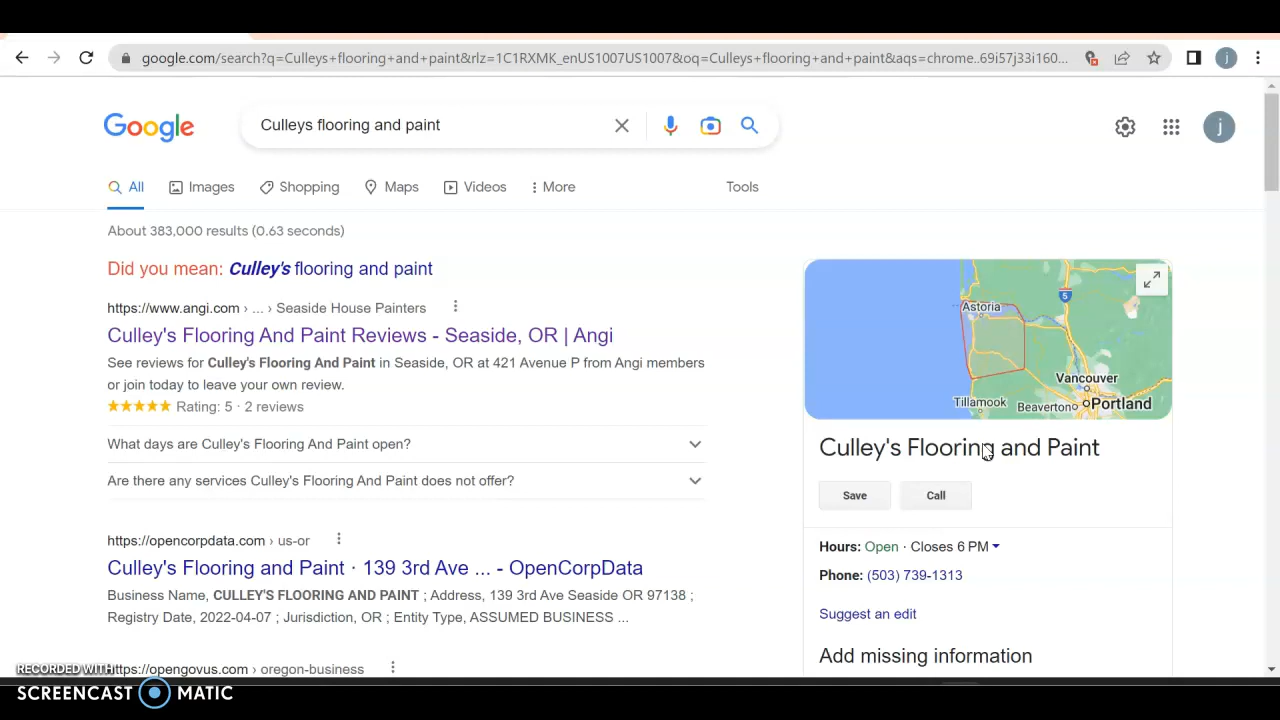 google.com/search?q=Culleys+flooring+and+paint&rlz=1C1RXMK_enUS1007US1007&oq=Culleys+flooring+and+paint&aqs=chrome..69i57j33i160...
j
Google
Culleys flooring and paint
j
All
Images
Shopping
Maps
Videos
More
Tools
About 383,000 results (0.63 seconds)
Did you mean: Culley's flooring and paint
https://www.angi.com › ... › Seaside House Painters
Culley's Flooring And Paint Reviews - Seaside, OR | Angi
See reviews for Culley's Flooring And Paint in Seaside, OR at 421 Avenue P from Angi members
or join today to leave your own review.
Rating: 5 · 2 reviews
What days are Culley's Flooring And Paint open?
Are there any services Culley's Flooring And Paint does not offer?
https://opencorpdata.com › us-or
Culley's Flooring and Paint · 139 3rd Ave ... - OpenCorpData
Business Name, CULLEY'S FLOORING AND PAINT ; Address, 139 3rd Ave Seaside OR 97138 ;
Registry Date, 2022-04-07 ; Jurisdiction, OR ; Entity Type, ASSUMED BUSINESS ...
https://opengovus.com › oregon-business
Astoria
5
Vancouver
Tillamook
Beaverton
Portland
Culley's Flooring and Paint
Save
Call
Hours: Open · Closes 6 PM
Phone: (503) 739-1313
Suggest an edit
Add missing information
RECORDED WITH
SCREENCAST MATIC